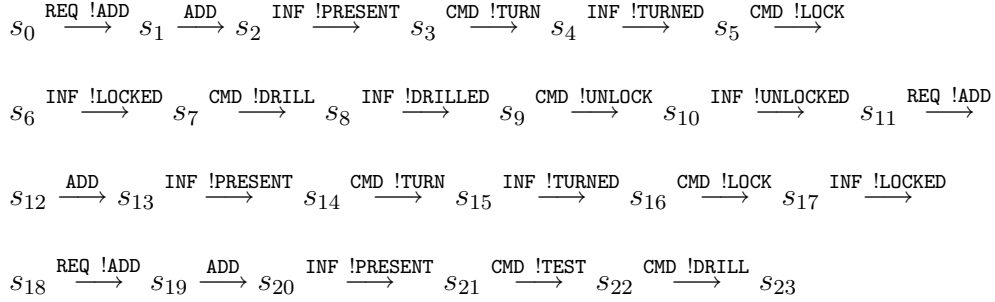 s₀ REQ !ADD⟶ s₁ ADD⟶ s₂ INF !PRESENT⟶ s₃ CMD !TURN⟶ s₄ INF !TURNED⟶ s₅ CMD !LOCK⟶
s₆ INF !LOCKED⟶ s₇ CMD !DRILL⟶ s₈ INF !DRILLED⟶ s₉ CMD !UNLOCK⟶ s₁₀ INF !UNLOCKED⟶ s₁₁ REQ !ADD⟶
s₁₂ ADD⟶ s₁₃ INF !PRESENT⟶ s₁₄ CMD !TURN⟶ s₁₅ INF !TURNED⟶ s₁₆ CMD !LOCK⟶ s₁₇ INF !LOCKED⟶
s₁₈ REQ !ADD⟶ s₁₉ ADD⟶ s₂₀ INF !PRESENT⟶ s₂₁ CMD !TEST⟶ s₂₂ CMD !DRILL⟶ s₂₃